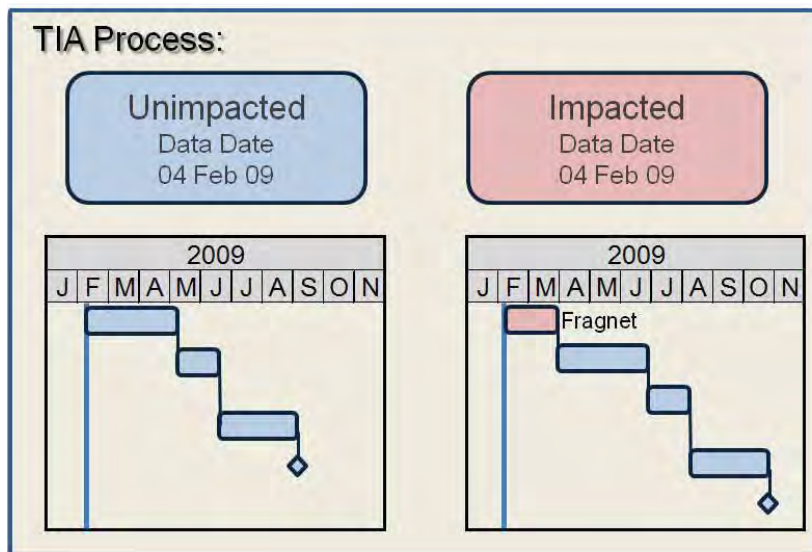 TIA Process:
Unimpacted
Data Date
04 Feb 09
Impacted
Data Date
04 Feb 09
2009
J F M A M J J A S O N
2009
J F M A M J J A S O N
Fragnet